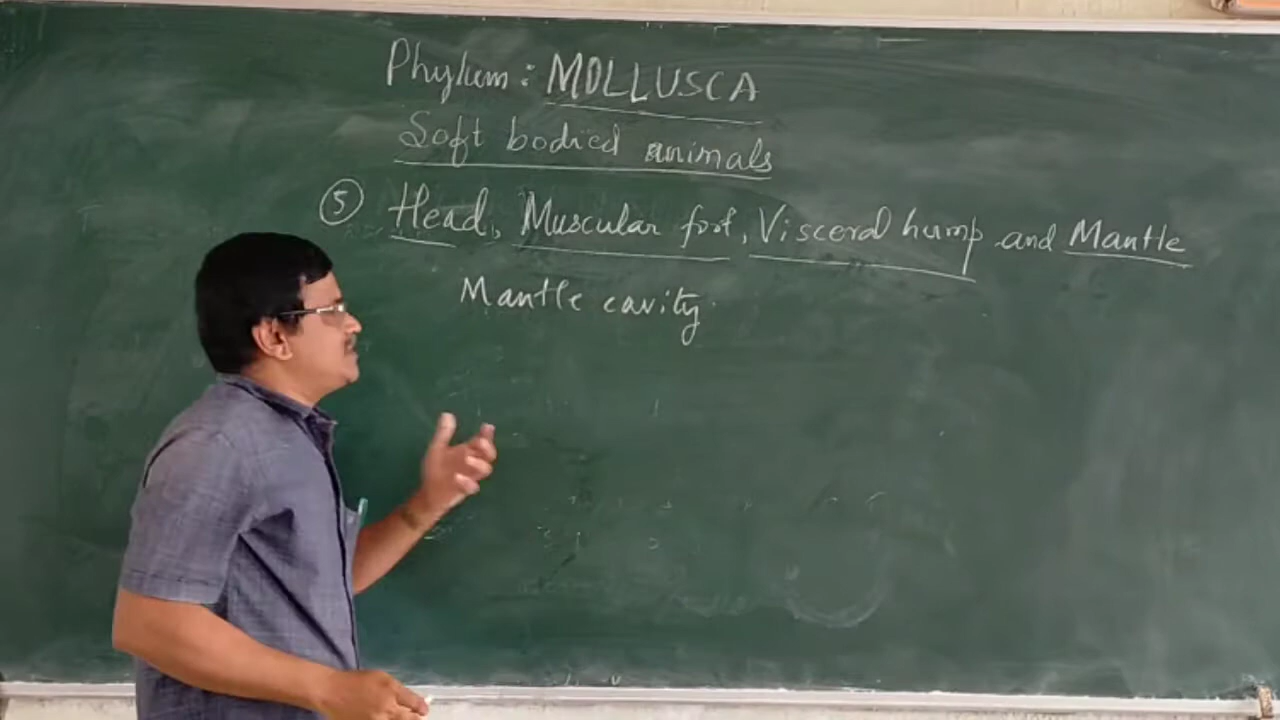 Phylum: MOLLUSCA
Soft bodied animals
⑤ Head, Muscular foot, Visceral hump and Mantle
Mantle cavity.